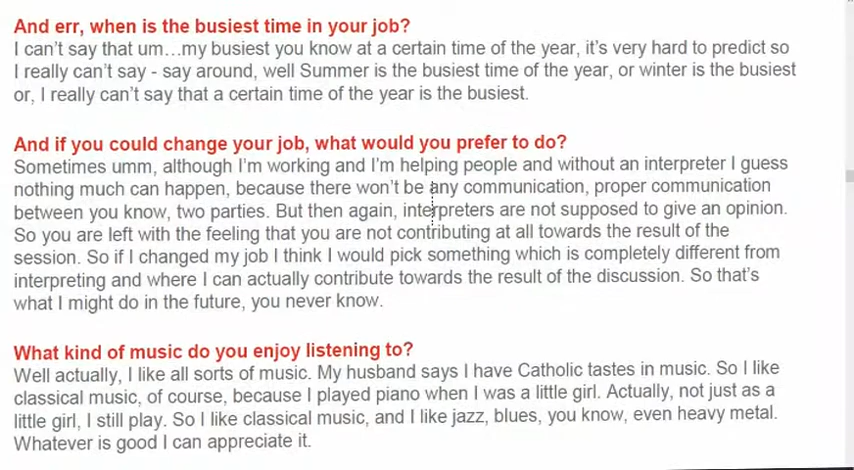 And err, when is the busiest time in your job?
I can't say that um...my busiest you know at a certain time of the year, it's very hard to predict so
I really can't say - say around, well Summer is the busiest time of the year, or winter is the busiest
or, I really can't say that a certain time of the year is the busiest.
And if you could change your job, what would you prefer to do?
Sometimes umm, although I'm working and I'm helping people and without an interpreter I guess
nothing much can happen, because there won't be any communication, proper communication
between you know, two parties. But then again, interpreters are not supposed to give an opinion.
So you are left with the feeling that you are not contributing at all towards the result of the
session. So if I changed my job I think I would pick something which is completely different from
interpreting and where I can actually contribute towards the result of the discussion. So that's
what I might do in the future, you never know.
What kind of music do you enjoy listening to?
Well actually, I like all sorts of music. My husband says I have Catholic tastes in music. So I like
classical music, of course, because I played piano when I was a little girl. Actually, not just as a
little girl, I still play. So I like classical music, and I like jazz, blues, you know, even heavy metal.
Whatever is good I can appreciate it.